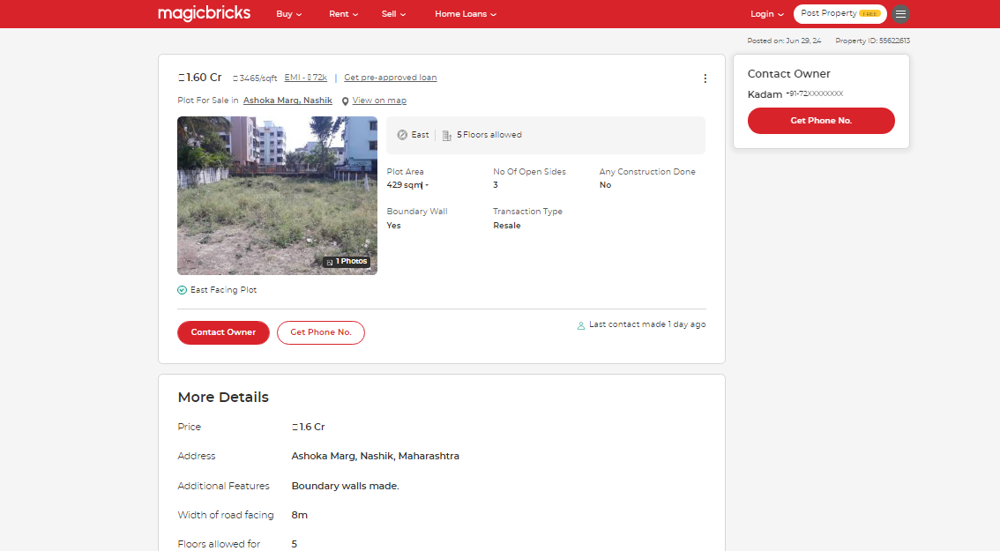 magicbricks Buy Rent Sell Home Loans Login Post Property FREE
Posted on: Jun 29, 24 Property ID: 55622613
1.60 Cr 3465/sqft EMI - 72k | Get pre-approved loan
Plot For Sale in Ashoka Marg, Nashik View on map
East 5 Floors allowed
Plot Area No Of Open Sides Any Construction Done
429 sqm - 3 No
Boundary Wall Transaction Type
Yes Resale
1 Photos
East Facing Plot
Contact Owner Get Phone No. Last contact made 1 day ago
Contact Owner
Kadam +91-72XXXXXXXX
Get Phone No.
More Details
Price 1.6 Cr
Address Ashoka Marg, Nashik, Maharashtra
Additional Features Boundary walls made.
Width of road facing 8m
Floors allowed for 5